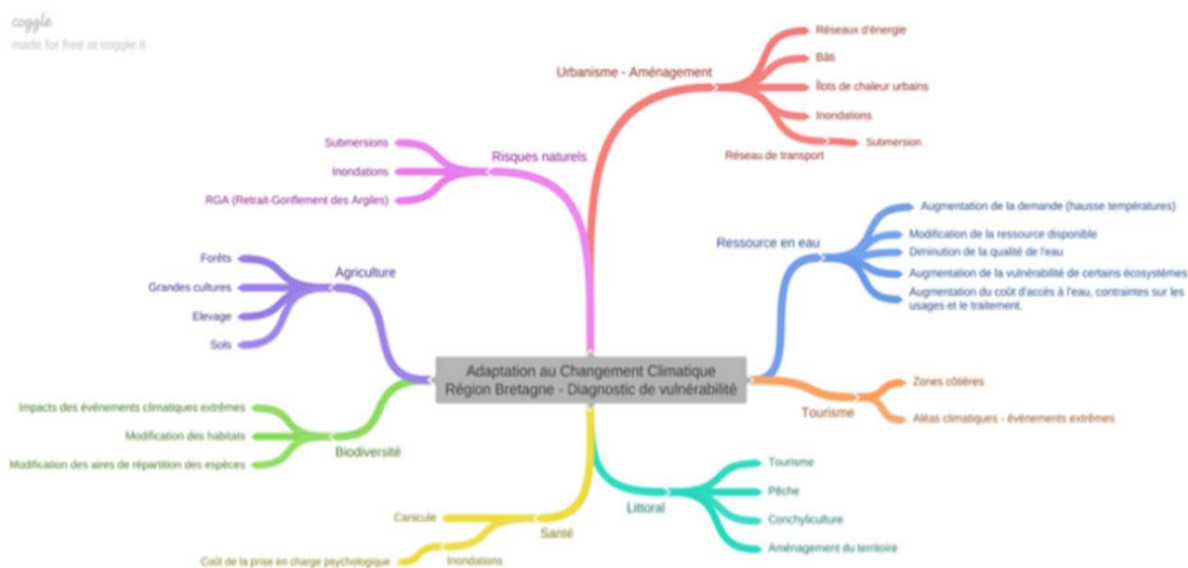 coggle
made for free at coggle.it
Urbanisme - Aménagement
Réseaux d'énergie
Bâti
Îlots de chaleur urbains
Inondations
Réseau de transport
Submersion
Risques naturels
Submersions
Inondations
RGA (Retrait-Gonflement des Argiles)
Ressource en eau
Augmentation de la demande (hausse températures)
Modification de la ressource disponible
Diminution de la qualité de l'eau
Augmentation de la vulnérabilité de certains écosystèmes
Augmentation du coût d'accès à l'eau, contraintes sur les
usages et le traitement.
Agriculture
Forêts
Grandes cultures
Elevage
Sols
Adaptation au Changement Climatique
Région Bretagne - Diagnostic de vulnérabilité
Tourisme
Zones côtières
Aléas climatiques - événements extrêmes
Biodiversité
Impacts des événements climatiques extrêmes
Modification des habitats
Modification des aires de répartition des espèces
Littoral
Tourisme
Pêche
Conchyliculture
Aménagement du territoire
Santé
Canicule
Inondations
Coût de la prise en charge psychologique